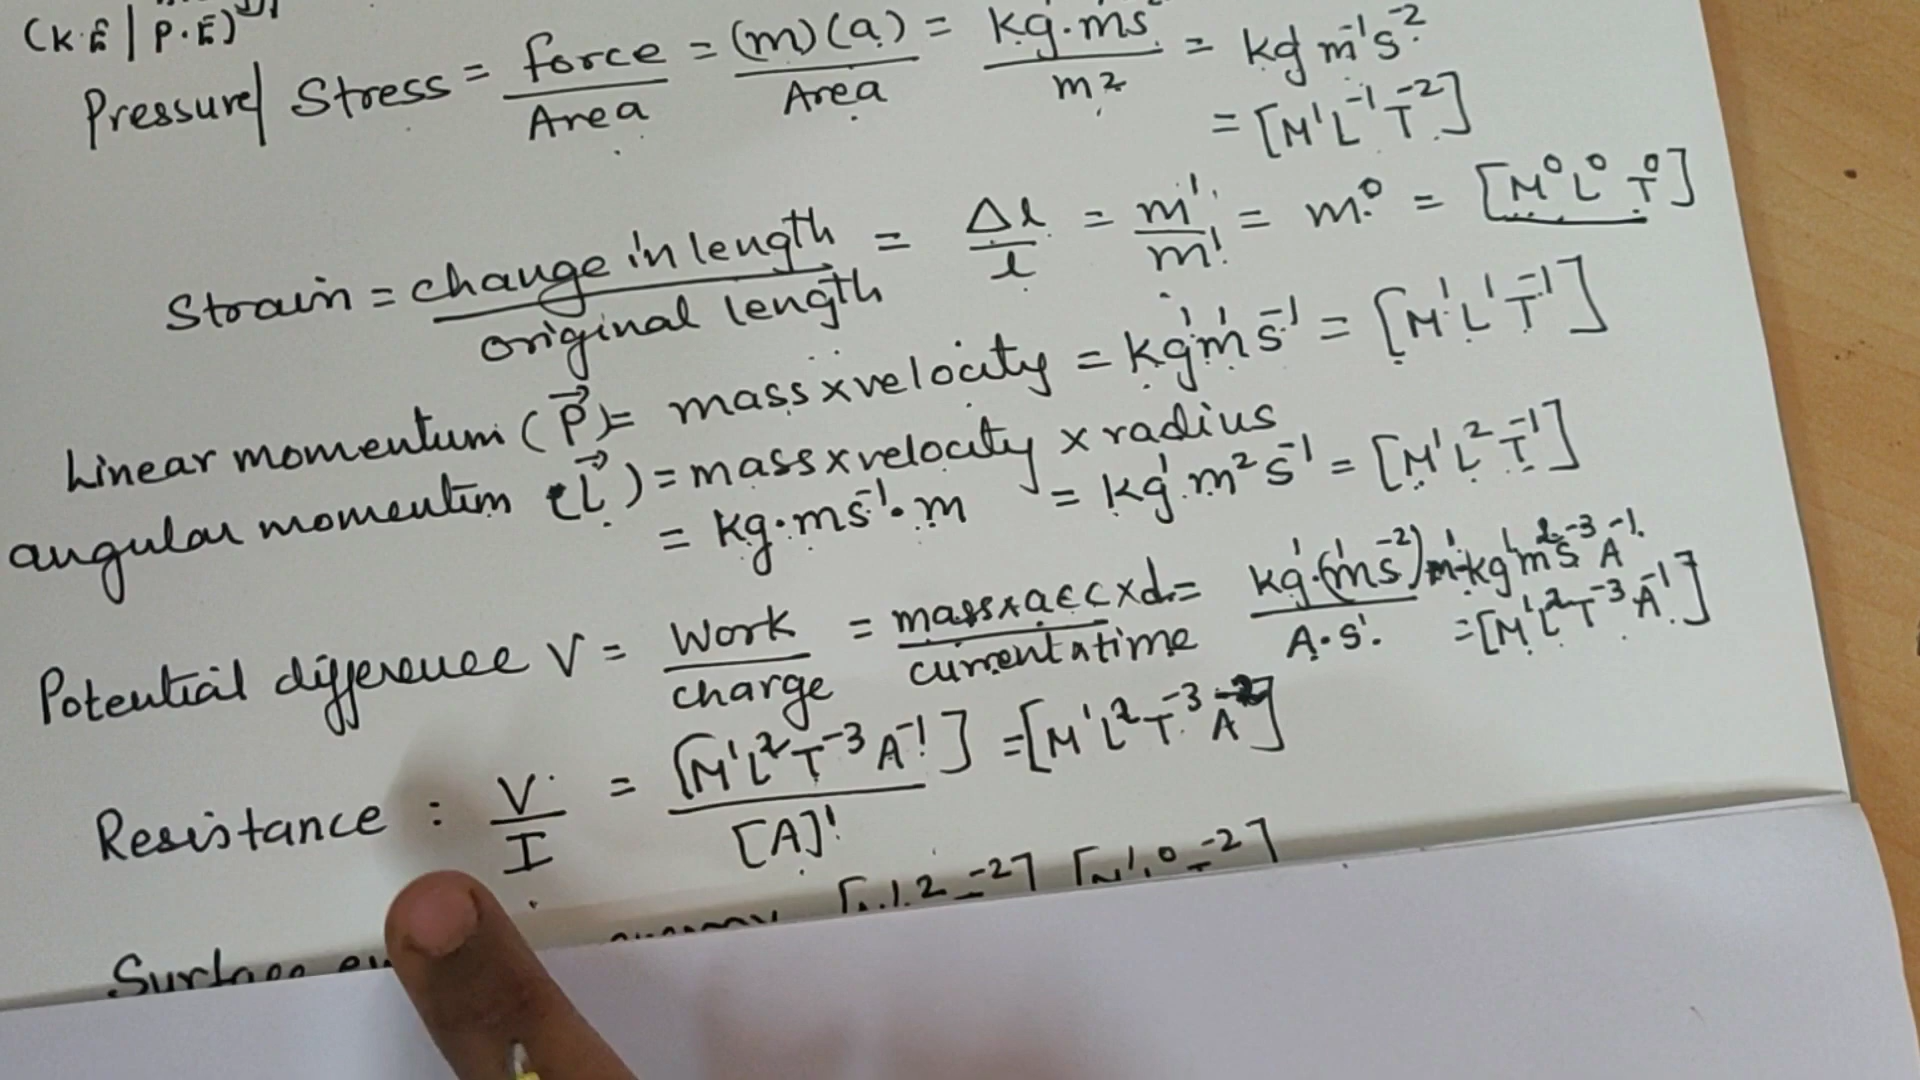 (K.E | P.E)
Pressure/ Stress = force/Area = (m)(a)/Area = kg.ms⁻²/m² = kg m⁻¹s⁻²
= [M¹L⁻¹T⁻²]
Strain = change in length/original length = Δl/l = m¹/m¹ = m⁰ = [M⁰L⁰T⁰]
Linear momentum (P⃗) = mass x velocity = kg¹m¹s⁻¹ = [M¹L¹T⁻¹]
angular momentum (L⃗) = mass x velocity x radius
= kg.ms⁻¹.m = kg¹.m²s⁻¹ = [M¹L²T⁻¹]
Potential difference V = Work/charge = mass x acc x d/current x time = kg¹.(m¹s⁻²)m¹/A.s¹ = kg¹m²s⁻³A⁻¹
= [M¹L²T⁻³A⁻¹]
Resistance : V/I = [M¹L²T⁻³A⁻¹]/[A]¹ = [M¹L²T⁻³A⁻²]
Surface